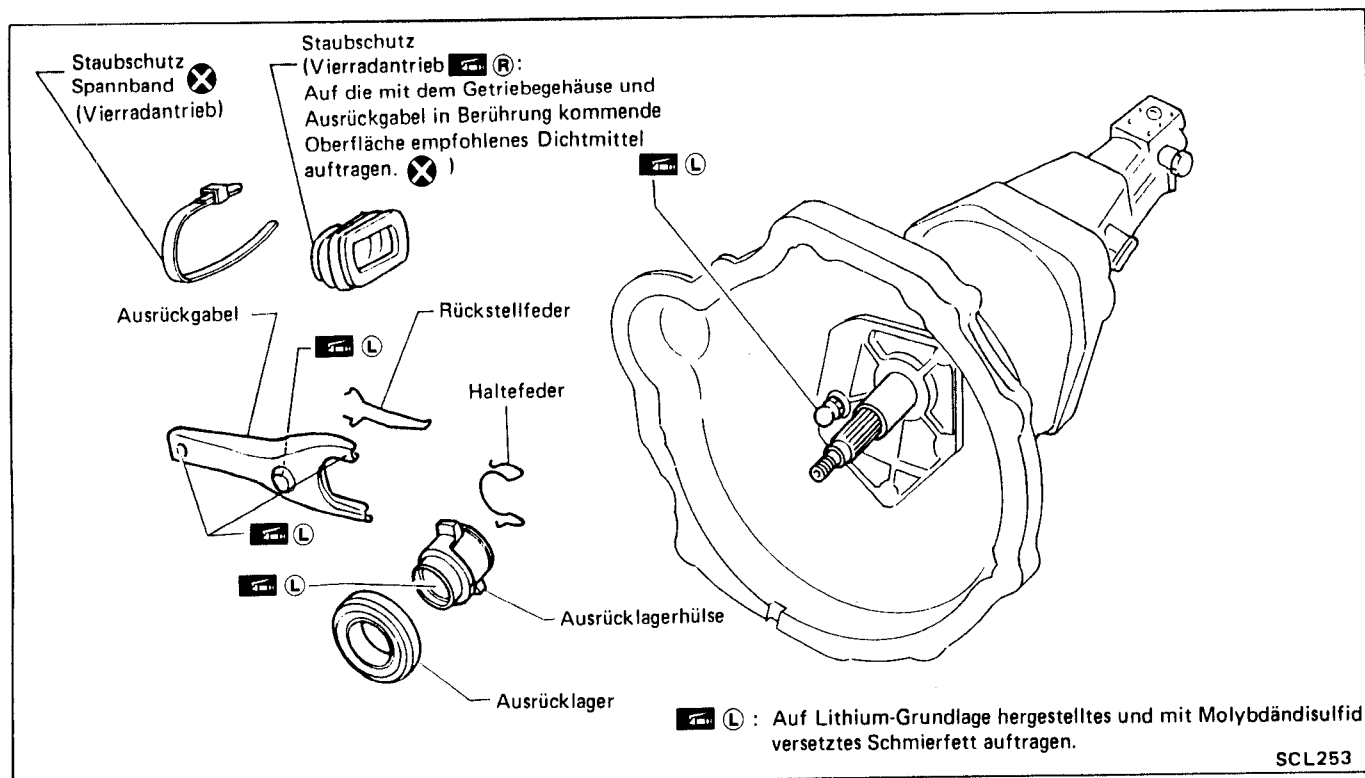 Staubschutz
Spannband
(Vierradantrieb)
Staubschutz
(Vierradantrieb Ⓡ:
Auf die mit dem Getriebegehäuse und
Ausrückgabel in Berührung kommende
Oberfläche empfohlenes Dichtmittel
auftragen. )
Ⓛ
Ausrückgabel
Ⓛ
Rückstellfeder
Haltefeder
Ⓛ
Ⓛ
Ausrücklagerhülse
Ausrücklager
Ⓛ : Auf Lithium-Grundlage hergestelltes und mit Molybdändisulfid
versetztes Schmierfett auftragen.
SCL253